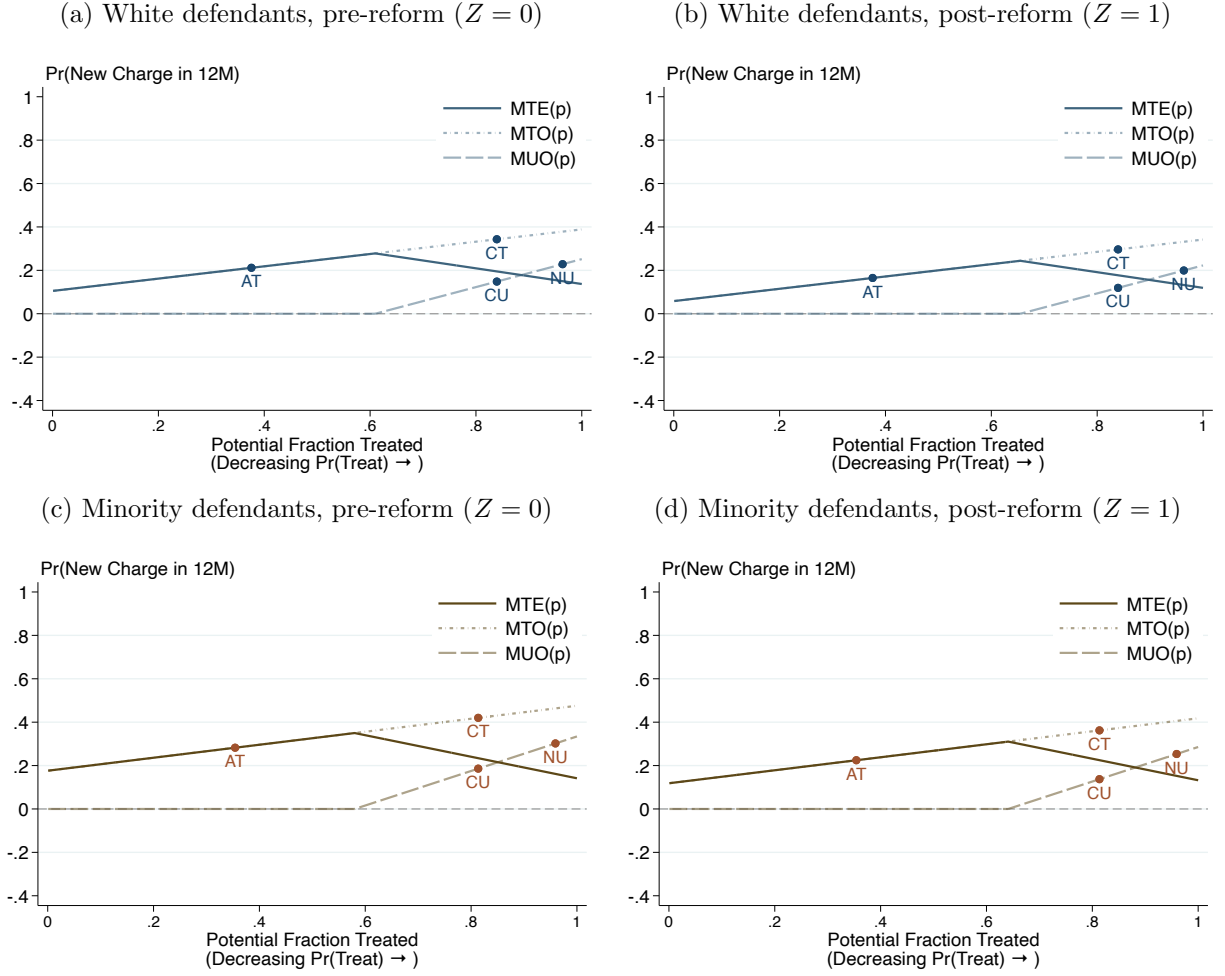 (a) White defendants, pre-reform (Z = 0)
Pr(New Charge in 12M)
1
.8
.6
.4
.2
0
-.2
-.4
MTE(p)
MTO(p)
MUO(p)
AT
CT
CU
NU
0 .2 .4 .6 .8 1
Potential Fraction Treated
(Decreasing Pr(Treat) → )
(b) White defendants, post-reform (Z = 1)
Pr(New Charge in 12M)
1
.8
.6
.4
.2
0
-.2
-.4
MTE(p)
MTO(p)
MUO(p)
AT
CT
CU
NU
0 .2 .4 .6 .8 1
Potential Fraction Treated
(Decreasing Pr(Treat) → )
(c) Minority defendants, pre-reform (Z = 0)
Pr(New Charge in 12M)
1
.8
.6
.4
.2
0
-.2
-.4
MTE(p)
MTO(p)
MUO(p)
AT
CT
CU
NU
0 .2 .4 .6 .8 1
Potential Fraction Treated
(Decreasing Pr(Treat) → )
(d) Minority defendants, post-reform (Z = 1)
Pr(New Charge in 12M)
1
.8
.6
.4
.2
0
-.2
-.4
MTE(p)
MTO(p)
MUO(p)
AT
CT
CU
NU
0 .2 .4 .6 .8 1
Potential Fraction Treated
(Decreasing Pr(Treat) → )